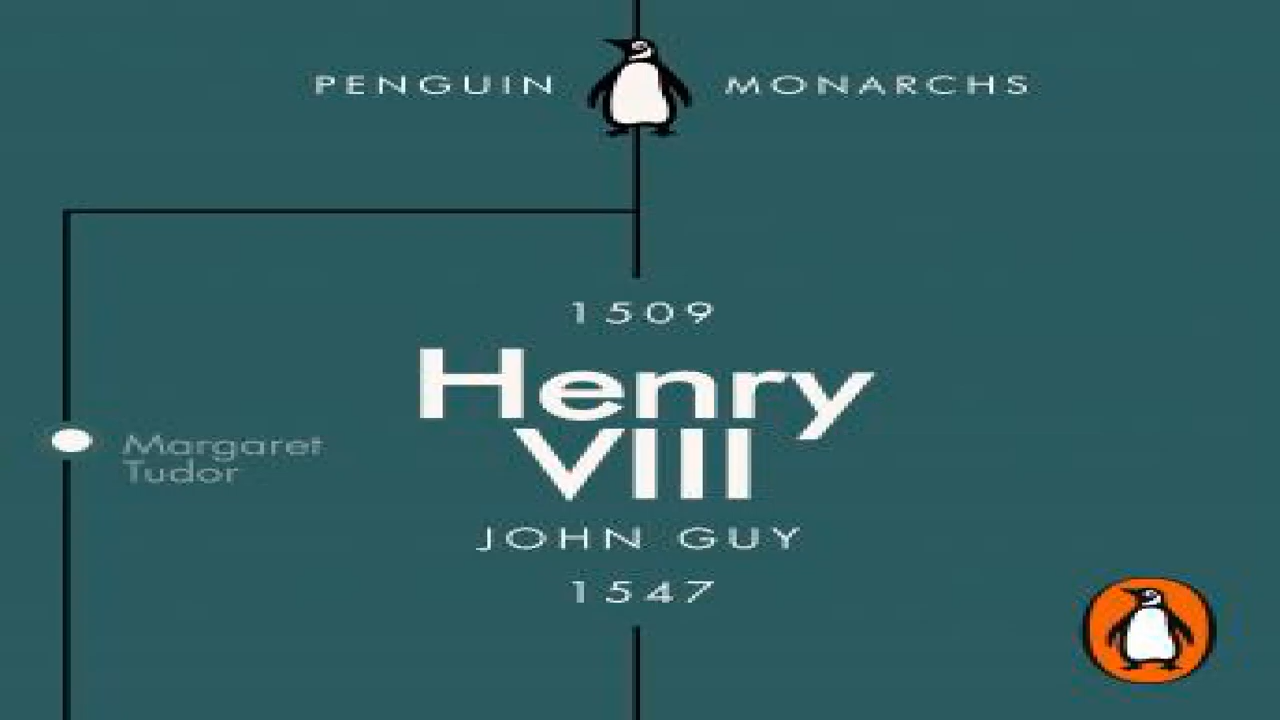 PENGUIN MONARCHS
1509
Henry
VIII
Margaret
Tudor
JOHN GUY
1547